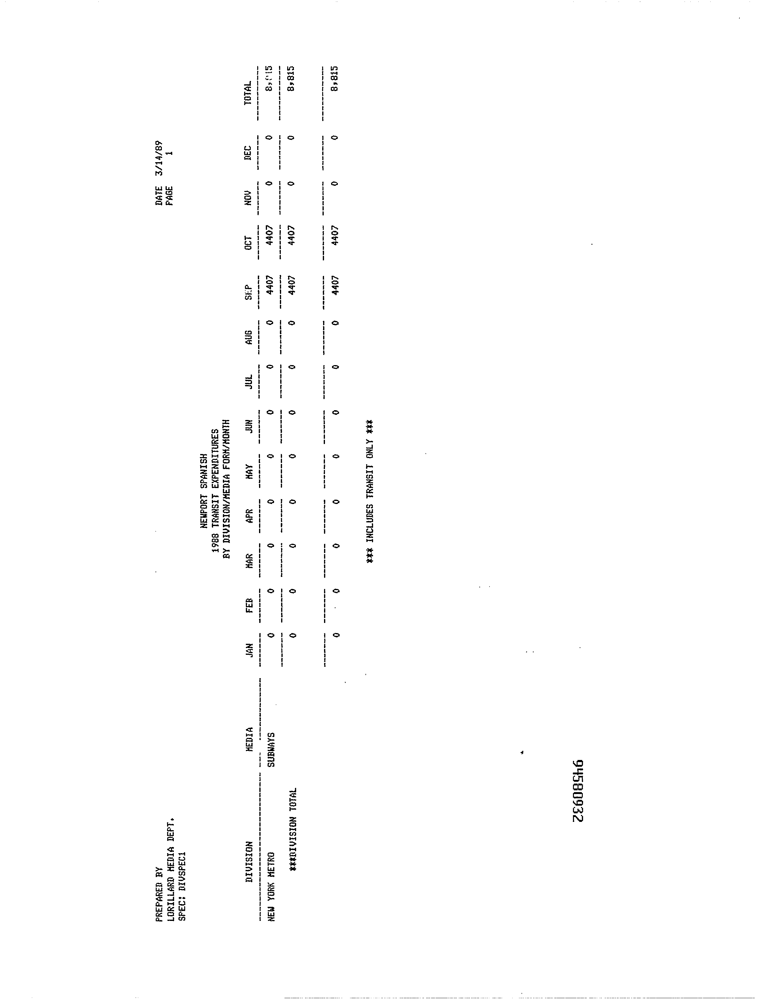 PREPARED BY DATE 3/14/89
LORILLARD MEDIA DEPT. PAGE 1
SPEC: DIVSPEC1
NEWPORT SPANISH
1988 TRANSIT EXPENDITURES
BY DIVISION/MEDIA FORM/MONTH
DIVISION MEDIA JAN FEB MAR APR MAY JUN JUL AUG SEP OCT NOV DEC TOTAL
NEW YORK METRO SUBWAYS 0 0 0 0 0 0 0 0 4407 4407 0 0 8,815
***DIVISION TOTAL 0 0 0 0 0 0 0 0 4407 4407 0 0 8,815
0 0 0 0 0 0 0 0 4407 4407 0 0 8,815
*** INCLUDES TRANSIT ONLY ***
94580932